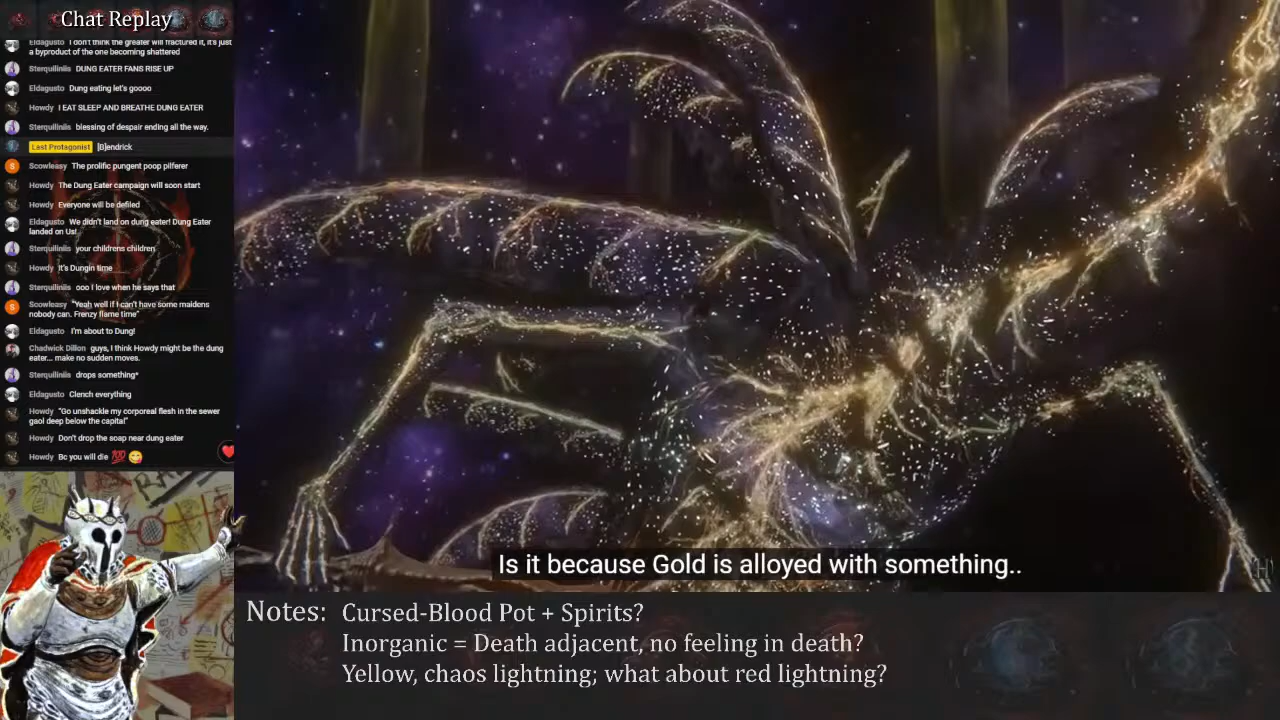 Chat Replay
Eldagusto I don't think the greater will fractured it, it's just
a byproduct of the one becoming shattered
Sterquiliniis DUNG EATER FANS RISE UP
Eldagusto Dung eating let's goooo
Howdy I EAT SLEEP AND BREATHE DUNG EATER
Sterquiliniis blessing of despair ending all the way.
Last Protagonist [B]endrick
S Scowleasy The prolific pungent poop pilferer
Howdy The Dung Eater campaign will soon start
Howdy Everyone will be defiled
Eldagusto We didn't land on dung eater! Dung Eater
landed on Us!
Sterquiliniis your childrens children
Howdy It's Dungin time
Sterquiliniis ooo I love when he says that
S Scowleasy "Yeah well if I can't have some maidens
nobody can. Frenzy flame time"
Eldagusto I'm about to Dung!
Chadwick Dillon guys, I think Howdy might be the dung
eater... make no sudden moves.
Sterquiliniis drops something*
Eldagusto Clench everything
Howdy "Go unshackle my corporeal flesh in the sewer
gaol deep below the capital"
Howdy Don't drop the soap near dung eater
Howdy Bc you will die 💯 😋
Is it because Gold is alloyed with something..
Notes: Cursed-Blood Pot + Spirits?
Inorganic = Death adjacent, no feeling in death?
Yellow, chaos lightning; what about red lightning?